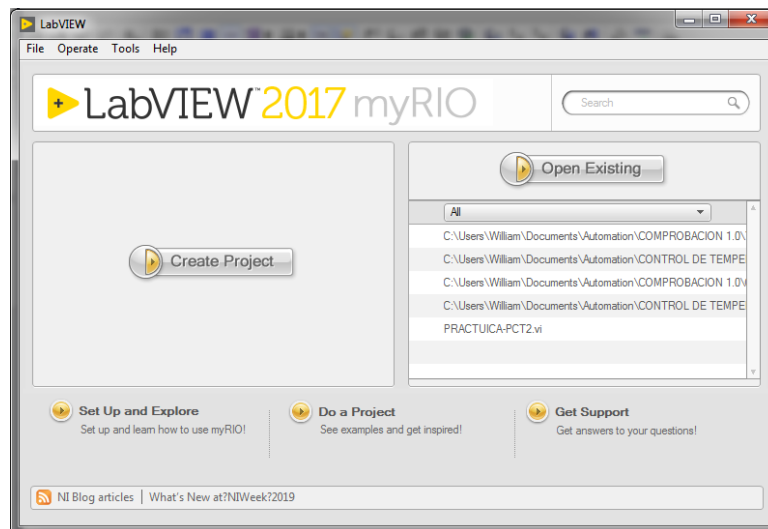 LabVIEW
File Operate Tools Help
LabVIEW™ 2017 myRIO
Search
Create Project
Open Existing
All
C:\Users\William\Documents\Automation\COMPROBACION 1.0\
C:\Users\William\Documents\Automation\CONTROL DE TEMPE
C:\Users\William\Documents\Automation\COMPROBACION 1.0\
C:\Users\William\Documents\Automation\CONTROL DE TEMPE
PRACTUICA-PCT2.vi
Set Up and Explore
Set up and learn how to use myRIO!
Do a Project
See examples and get inspired!
Get Support
Get answers to your questions!
NI Blog articles | What's New at?NIWeek?2019